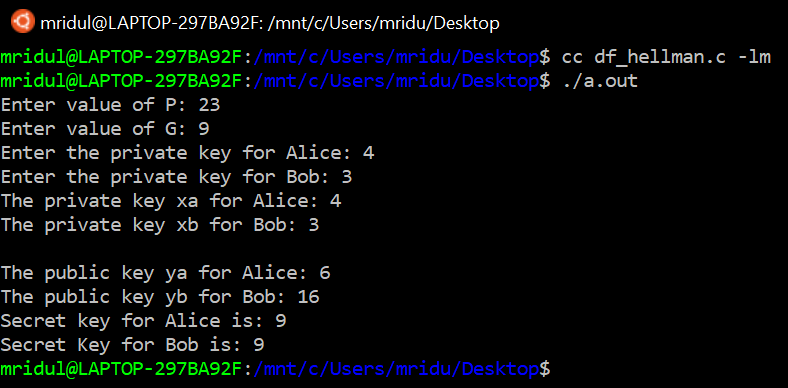 mridul@LAPTOP-297BA92F: /mnt/c/Users/mridu/Desktop
mridul@LAPTOP-297BA92F:/mnt/c/Users/mridu/Desktop$ cc df_hellman.c -lm
mridul@LAPTOP-297BA92F:/mnt/c/Users/mridu/Desktop$ ./a.out
Enter value of P: 23
Enter value of G: 9
Enter the private key for Alice: 4
Enter the private key for Bob: 3
The private key xa for Alice: 4
The private key xb for Bob: 3

The public key ya for Alice: 6
The public key yb for Bob: 16
Secret key for Alice is: 9
Secret Key for Bob is: 9
mridul@LAPTOP-297BA92F:/mnt/c/Users/mridu/Desktop$